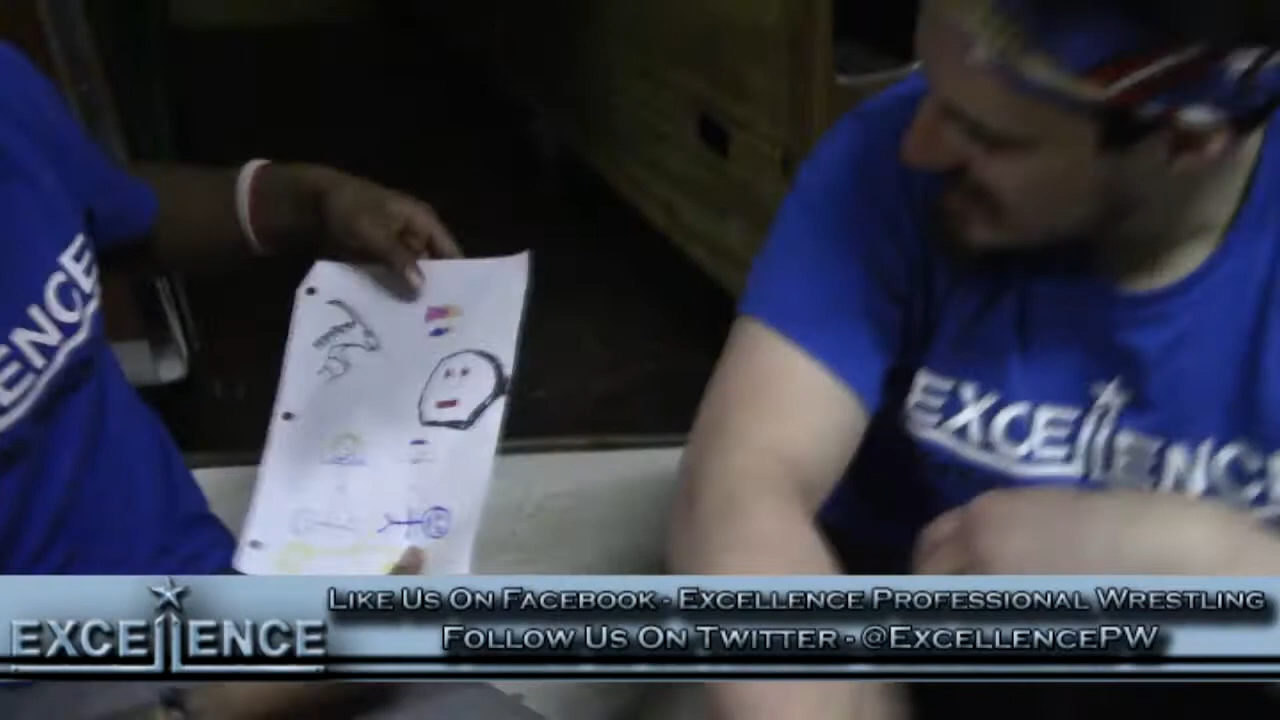 ENCE
EXCELLENCE
EXCELLENCE
LIKE US ON FACEBOOK - EXCELLENCE PROFESSIONAL WRESTLING
FOLLOW US ON TWITTER - @EXCELLENCEPW